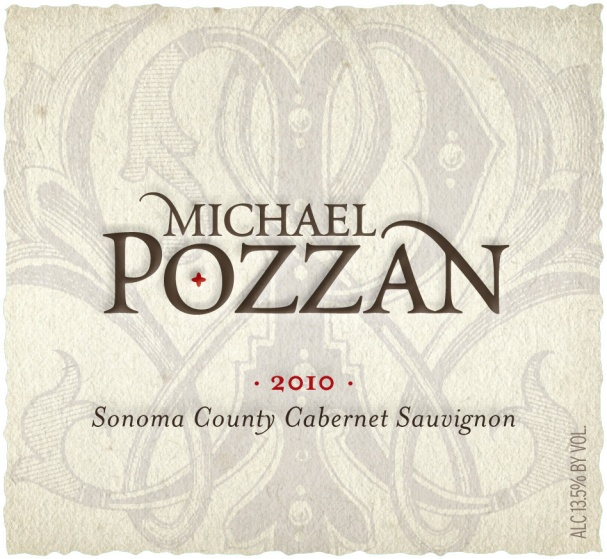 MICHAEL
POZZAN
· 2010 ·
Sonoma County Cabernet Sauvignon
ALC 13.5% BY VOL.